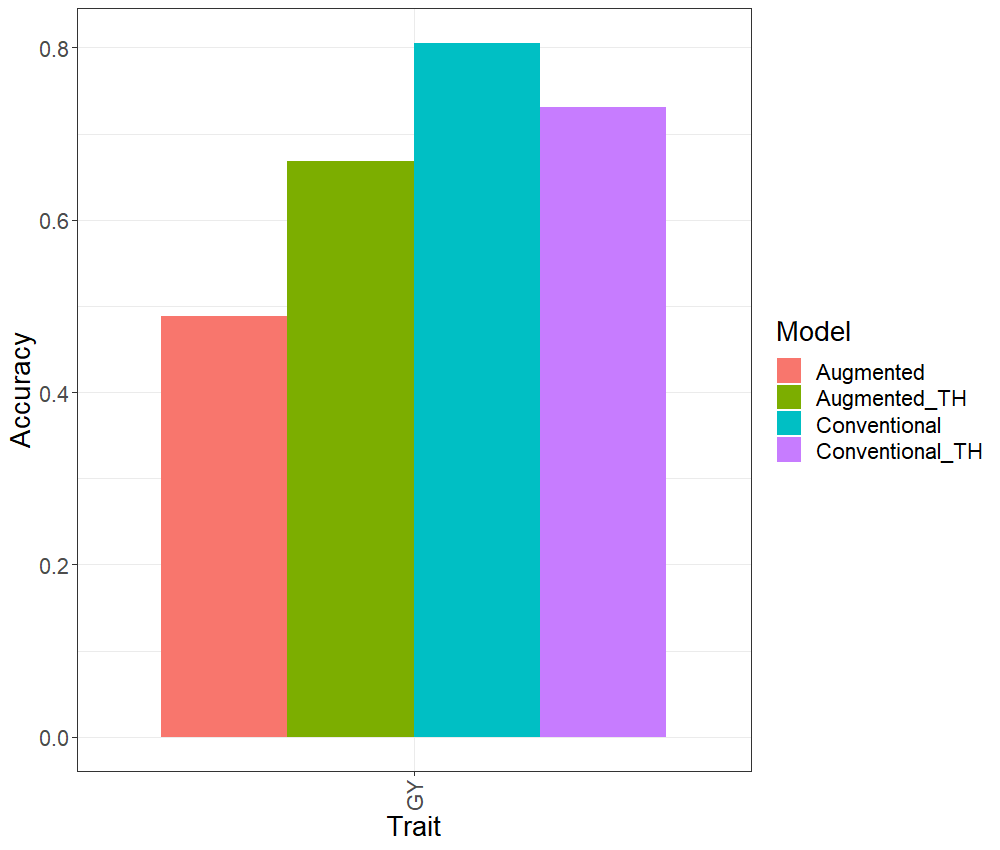 Accuracy
0.8
0.6
0.4
0.2
0.0
GY
Trait
Model
Augmented
Augmented_TH
Conventional
Conventional_TH